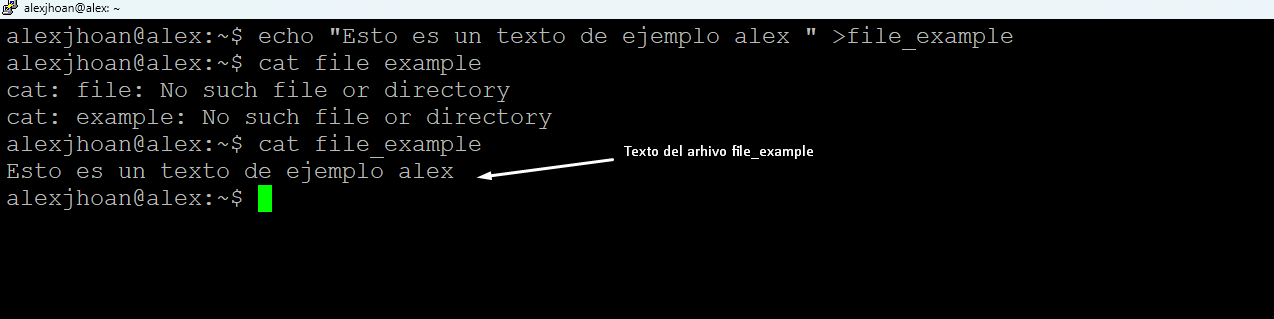 alexjhoan@alex: ~
alexjhoan@alex:~$ echo "Esto es un texto de ejemplo alex " >file_example
alexjhoan@alex:~$ cat file example
cat: file: No such file or directory
cat: example: No such file or directory
alexjhoan@alex:~$ cat file_example
Texto del arhivo file_example
Esto es un texto de ejemplo alex
alexjhoan@alex:~$